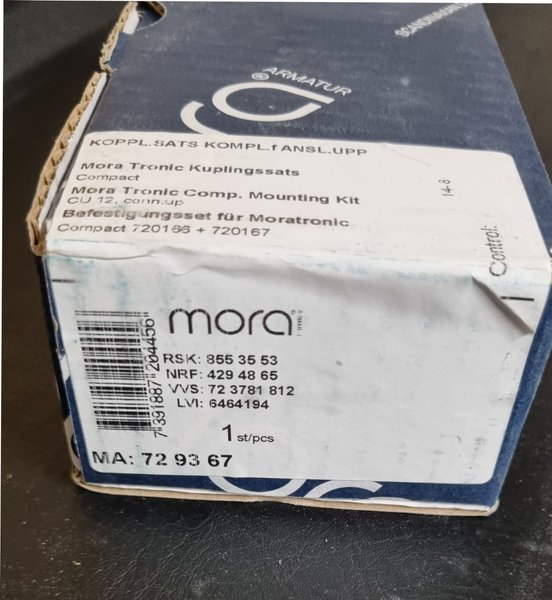 SCANDINAVIAN
ARMATUR
®
KOPPL.SATS KOMPL.f ANSL.UPP
Mora Tronic Kuplingssats
Compact
Mora Tronic Comp. Mounting Kit
CU 12, conn.up
Befestigungsset für Moratronic
Compact 720166 + 720167
14-8
Control:
mora
RSK: 855 35 53
NRF: 429 48 65
VVS: 72 3781 812
LVI: 6464194
7391887204456
1 st/pcs
MA: 72 93 67